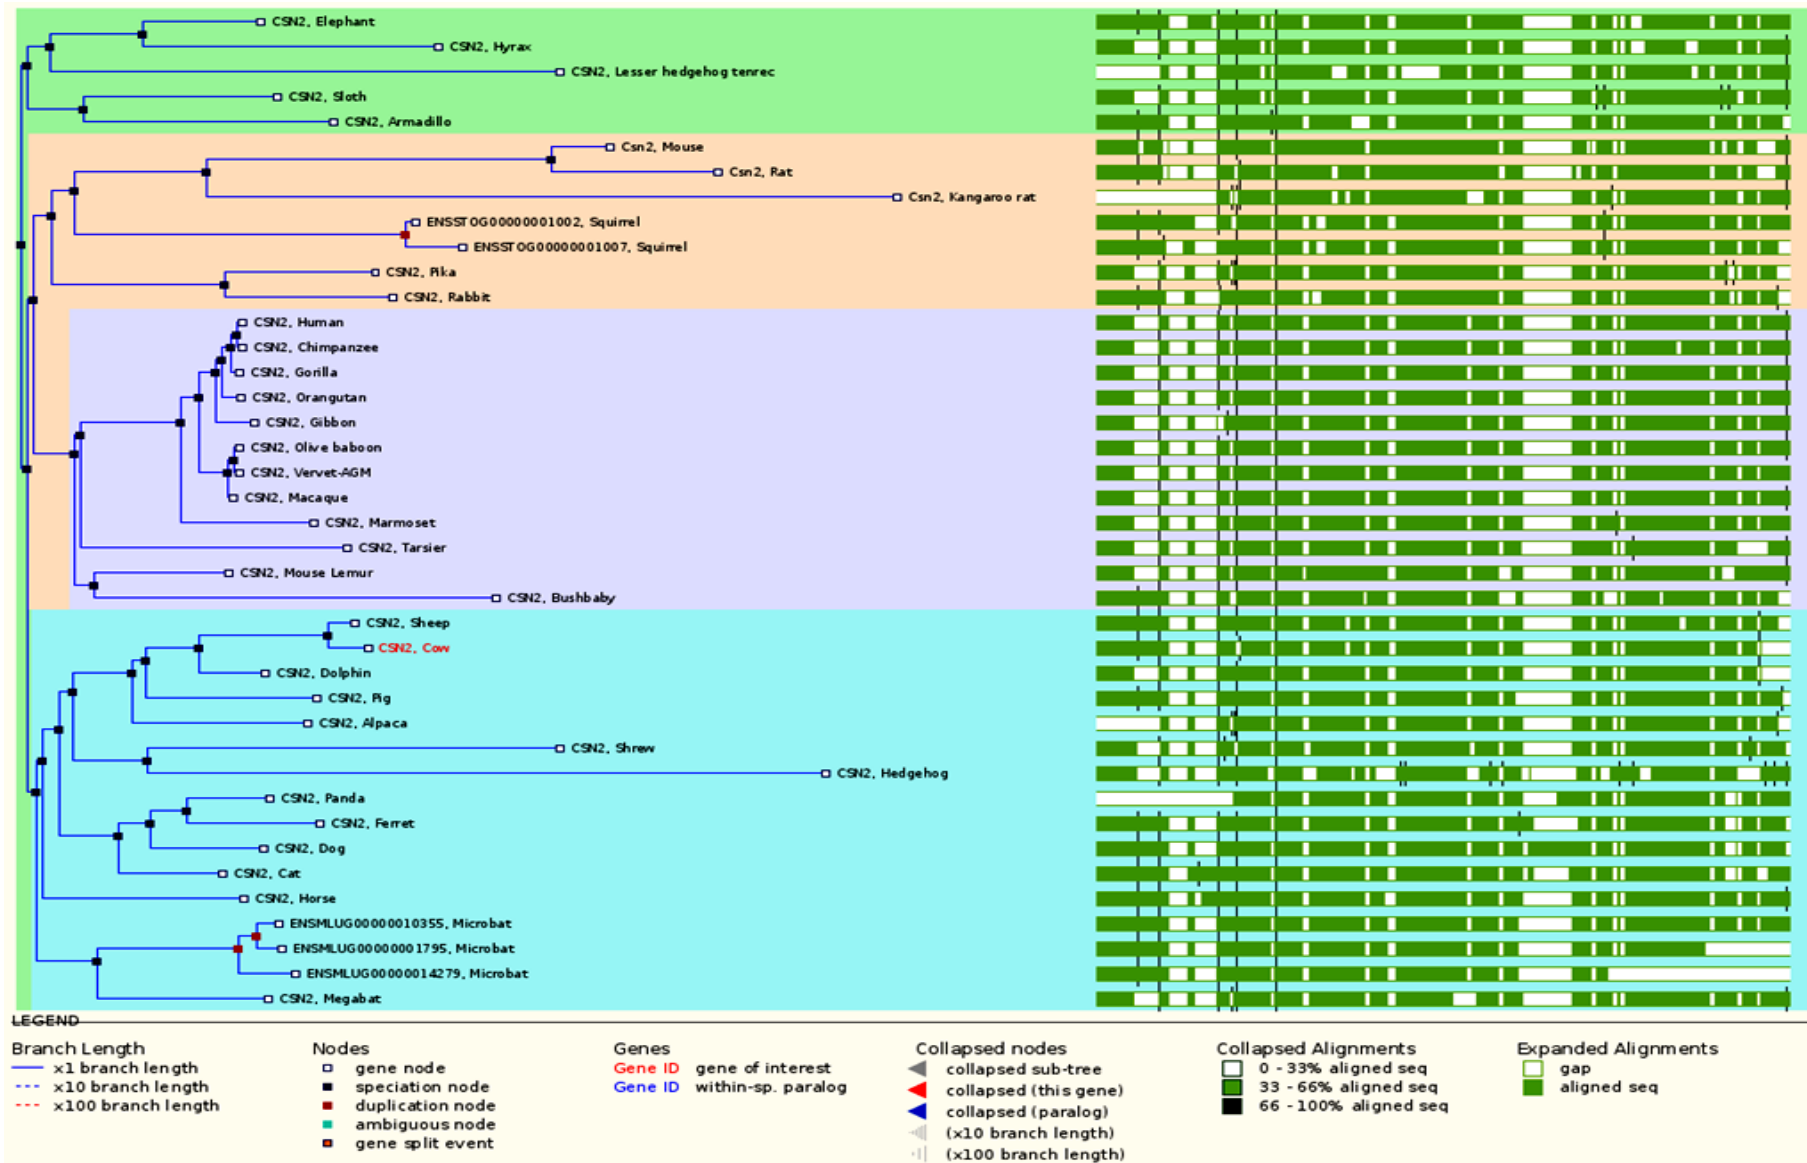 CSN2, Elephant
CSN2, Hyrax
CSN2, Lesser hedgehog tenrec
CSN2, Sloth
CSN2, Armadillo
Csn2, Mouse
Csn2, Rat
Csn2, Kangaroo rat
ENSSTOG00000001002, Squirrel
ENSSTOG00000001007, Squirrel
CSN2, Pika
CSN2, Rabbit
CSN2, Human
CSN2, Chimpanzee
CSN2, Gorilla
CSN2, Orangutan
CSN2, Gibbon
CSN2, Olive baboon
CSN2, Vervet-AGM
CSN2, Macaque
CSN2, Marmoset
CSN2, Tarsier
CSN2, Mouse Lemur
CSN2, Bushbaby
CSN2, Sheep
CSN2, Cow
CSN2, Dolphin
CSN2, Pig
CSN2, Alpaca
CSN2, Shrew
CSN2, Hedgehog
CSN2, Panda
CSN2, Ferret
CSN2, Dog
CSN2, Cat
CSN2, Horse
ENSMLUG00000010355, Microbat
ENSMLUG00000001795, Microbat
ENSMLUG00000014279, Microbat
CSN2, Megabat
LEGEND
Branch Length
x1 branch length
x10 branch length
x100 branch length
Nodes
gene node
speciation node
duplication node
ambiguous node
gene split event
Genes
Gene ID gene of interest
Gene ID within-sp. paralog
Collapsed nodes
collapsed sub-tree
collapsed (this gene)
collapsed (paralog)
(x10 branch length)
(x100 branch length)
Collapsed Alignments
0 - 33% aligned seq
33 - 66% aligned seq
66 - 100% aligned seq
Expanded Alignments
gap
aligned seq